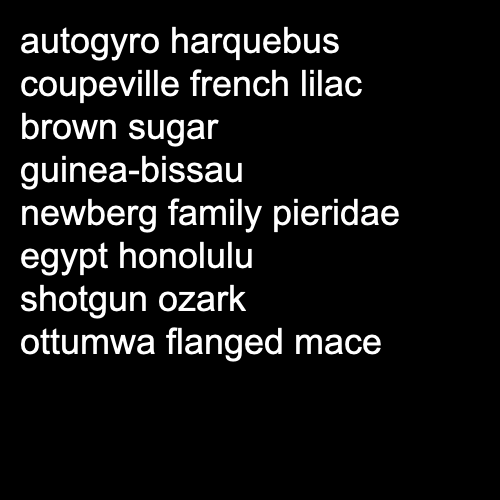 autogyro harquebus
coupeville french lilac
brown sugar
guinea-bissau
newberg family pieridae
egypt honolulu
shotgun ozark
ottumwa flanged mace